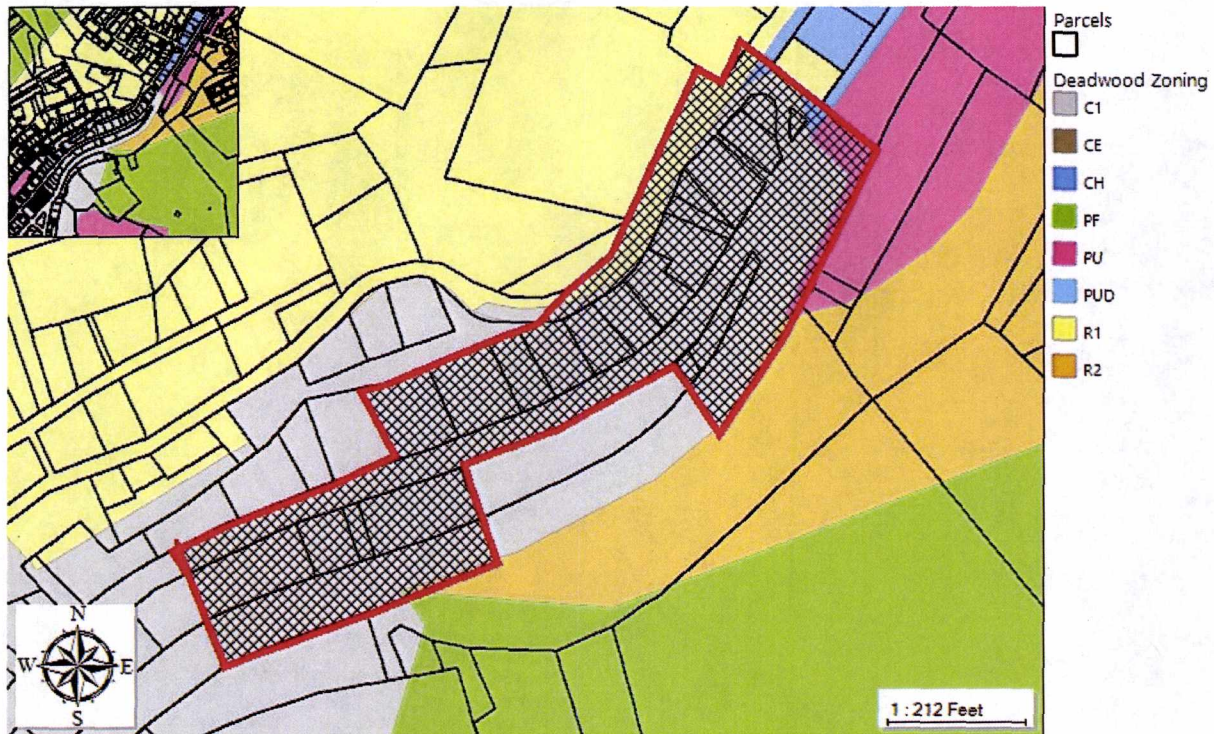 Parcels
Deadwood Zoning
C1
CE
CH
PF
PU
PUD
R1
R2
N
W E
S
1 : 212 Feet